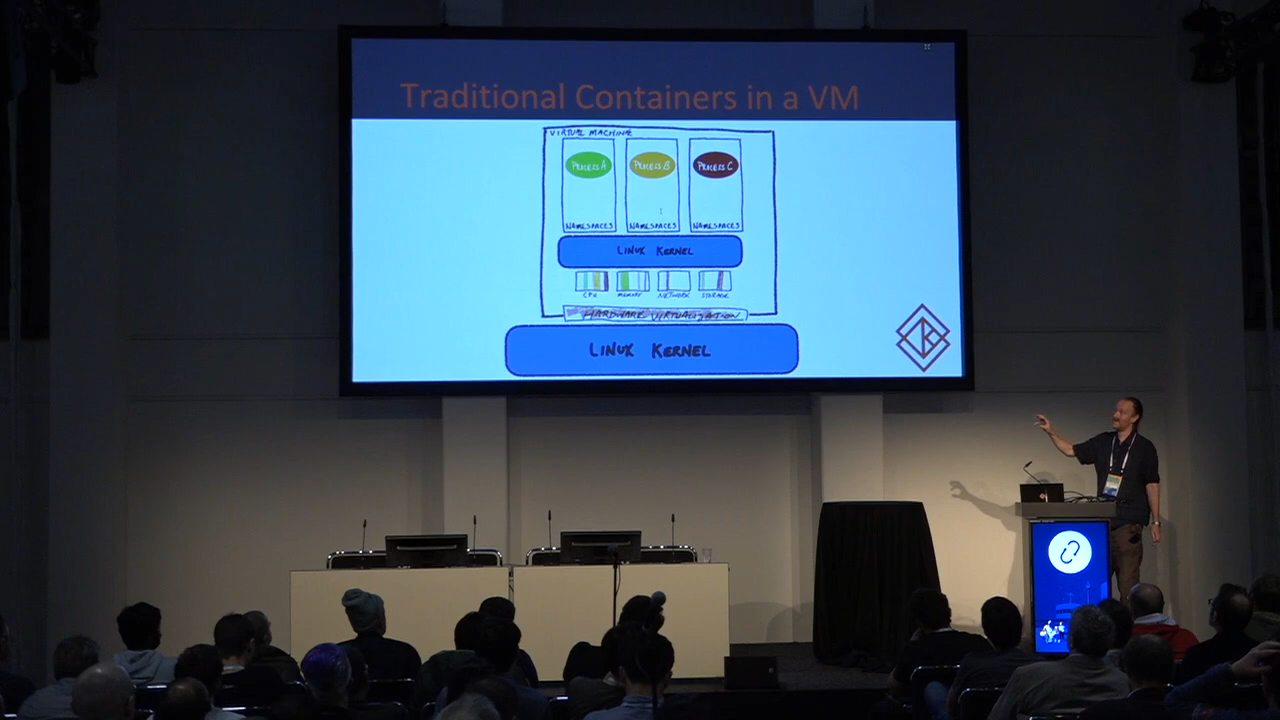 Traditional Containers in a VM
VIRTUAL MACHINE
PROCESS A
PROCESS B
PROCESS C
NAMESPACES
NAMESPACES
NAMESPACES
LINUX KERNEL
CPU
MEMORY
NETWORK
STORAGE
HARDWARE VIRTUALIZATION
LINUX KERNEL